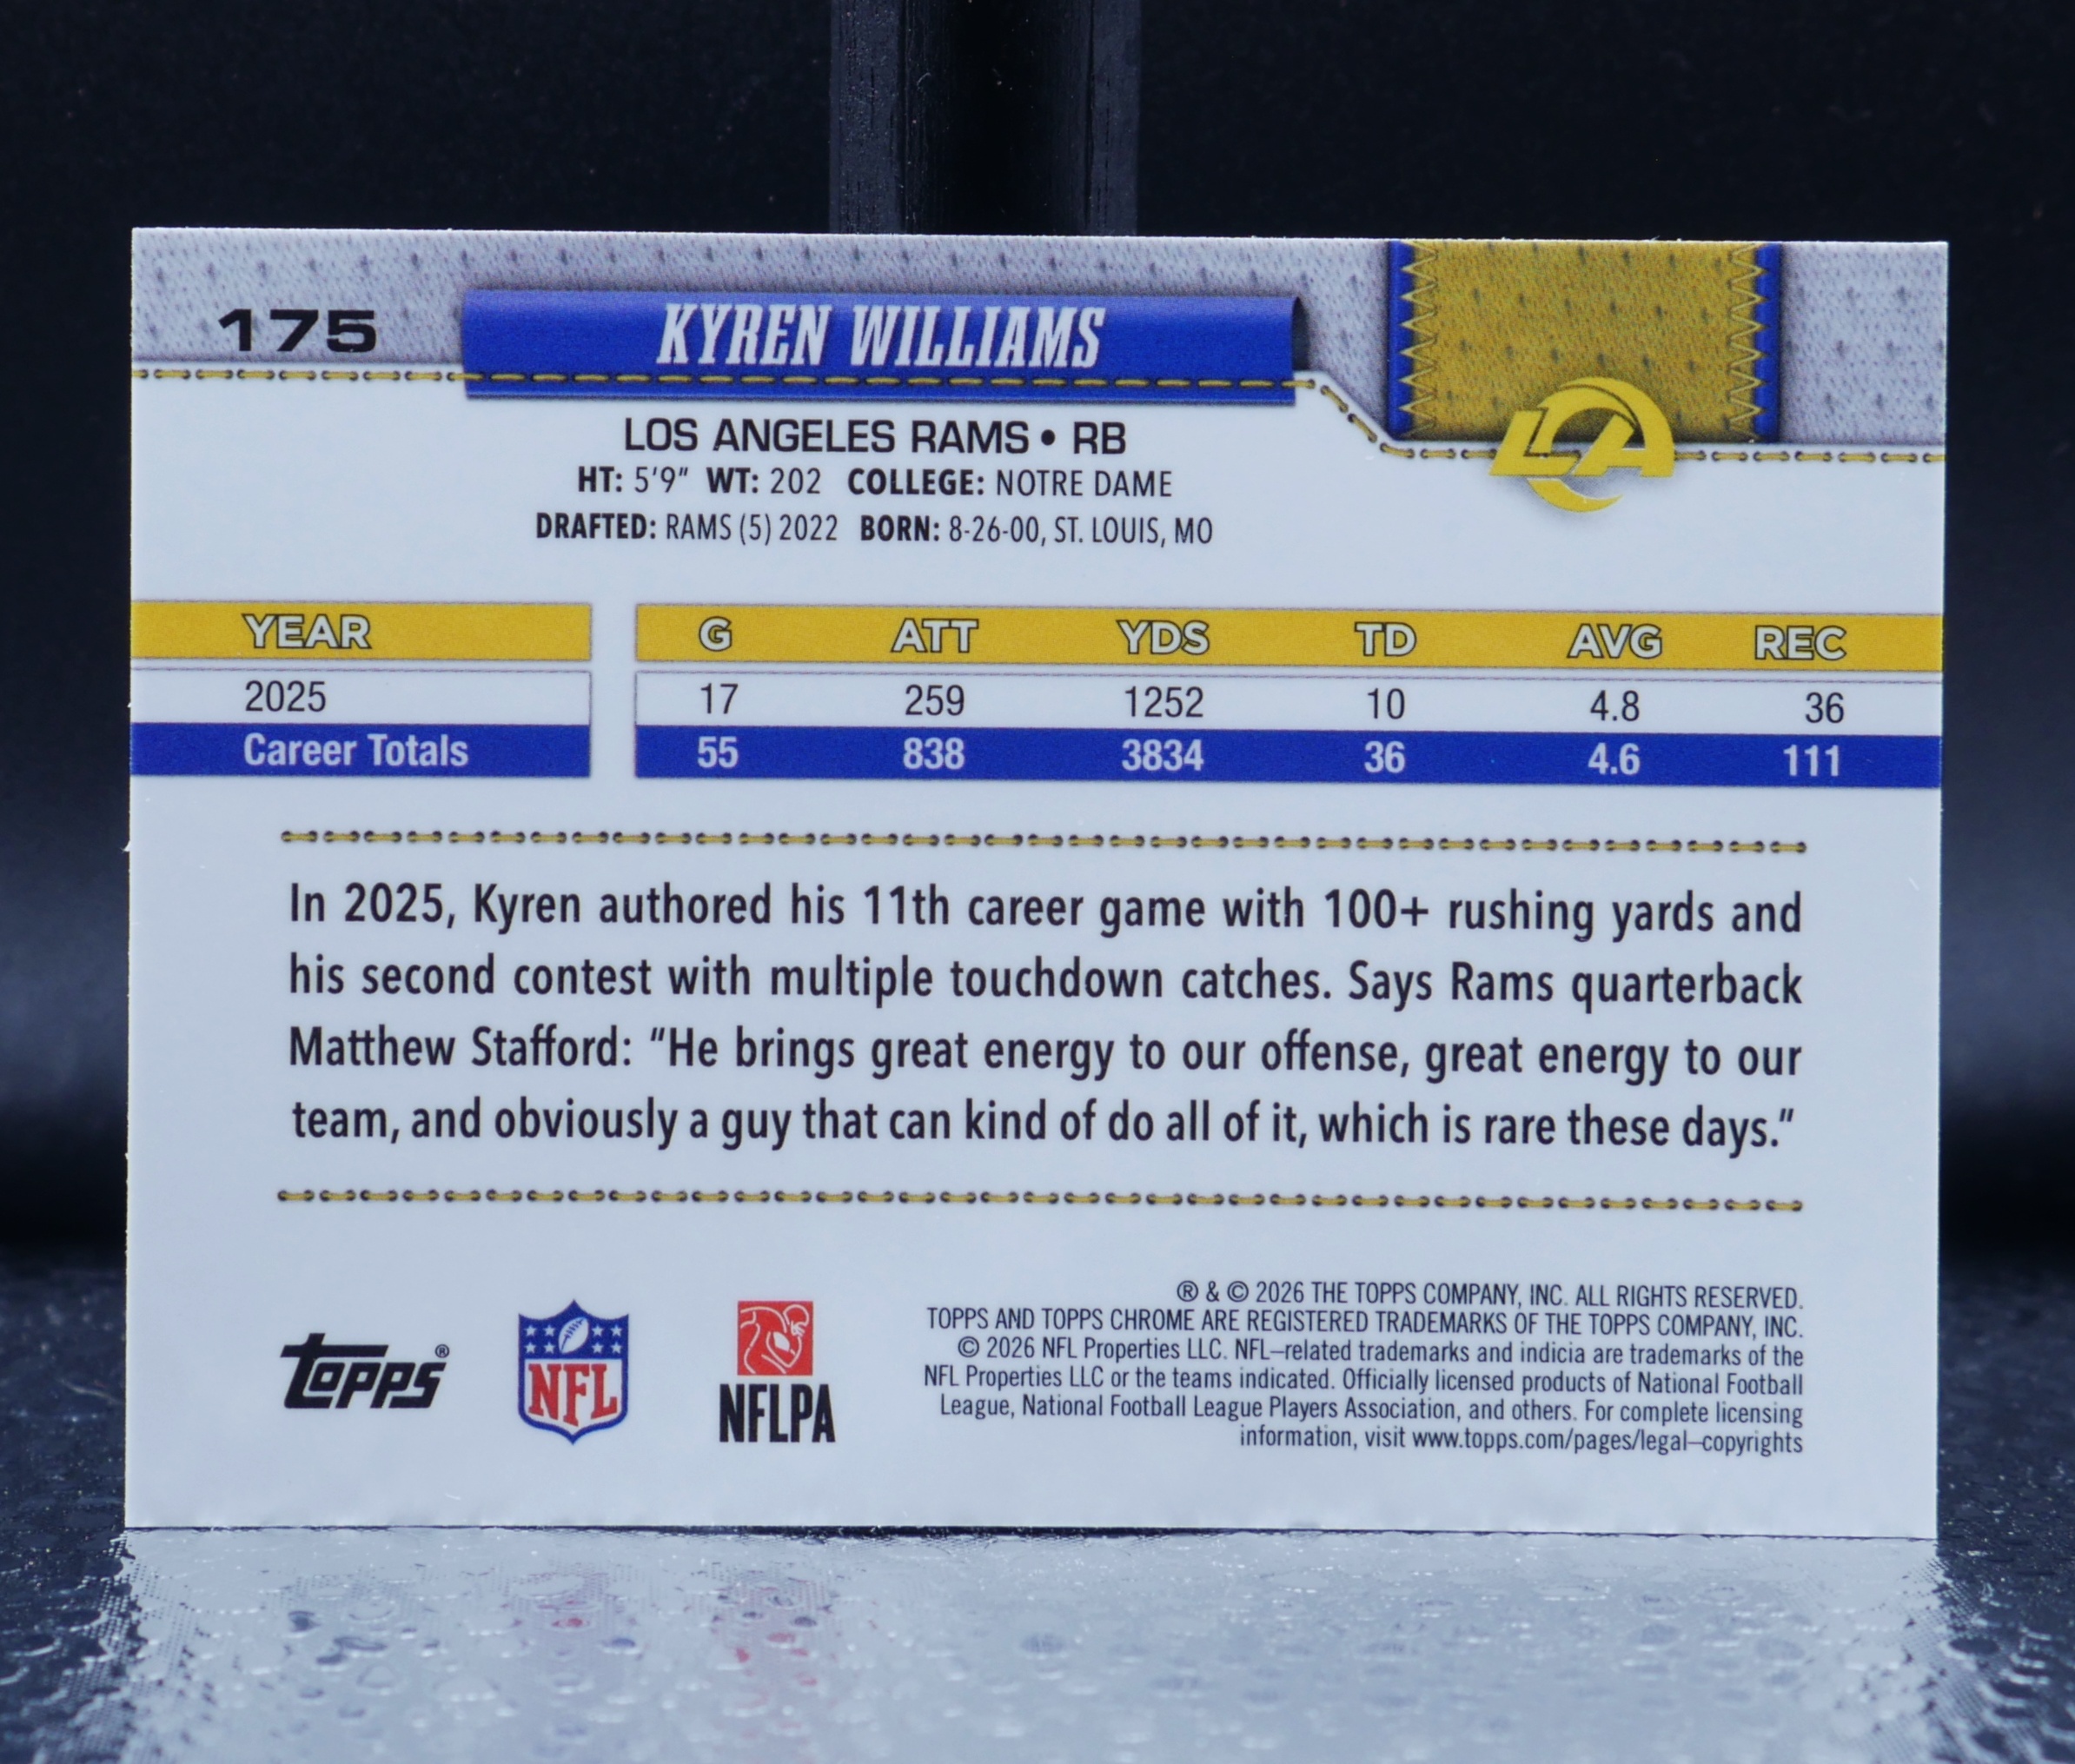 175
KYREN WILLIAMS
LA
LOS ANGELES RAMS • RB
HT: 5'9" WT: 202 COLLEGE: NOTRE DAME
DRAFTED: RAMS (5) 2022 BORN: 8-26-00, ST. LOUIS, MO
YEAR G ATT YDS TD AVG REC
2025 17 259 1252 10 4.8 36
Career Totals 55 838 3834 36 4.6 111
In 2025, Kyren authored his 11th career game with 100+ rushing yards and
his second contest with multiple touchdown catches. Says Rams quarterback
Matthew Stafford: "He brings great energy to our offense, great energy to our
team, and obviously a guy that can kind of do all of it, which is rare these days."
® & © 2026 THE TOPPS COMPANY, INC. ALL RIGHTS RESERVED.
TOPPS AND TOPPS CHROME ARE REGISTERED TRADEMARKS OF THE TOPPS COMPANY, INC.
© 2026 NFL Properties LLC. NFL–related trademarks and indicia are trademarks of the
NFL Properties LLC or the teams indicated. Officially licensed products of National Football
League, National Football League Players Association, and others. For complete licensing
information, visit www.topps.com/pages/legal–copyrights
topps®
NFL
NFLPA